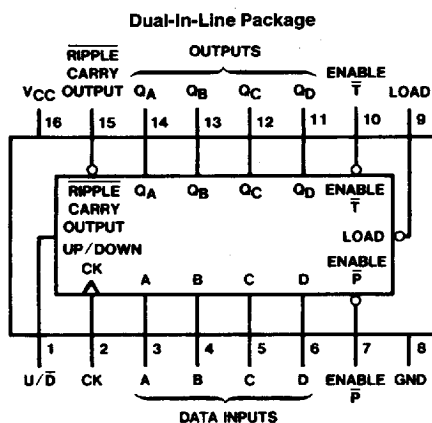 Dual-In-Line Package
OUTPUTS
RIPPLE
CARRY
OUTPUT
VCC
QA QB QC QD
ENABLE
T
LOAD
16 15 14 13 12 11 10 9
RIPPLE
CARRY
OUTPUT
QA QB QC QD
ENABLE
T
UP/DOWN
LOAD
CK
A B C D
ENABLE
P
1 2 3 4 5 6 7 8
U/D CK A B C D
ENABLE
P
GND
DATA INPUTS